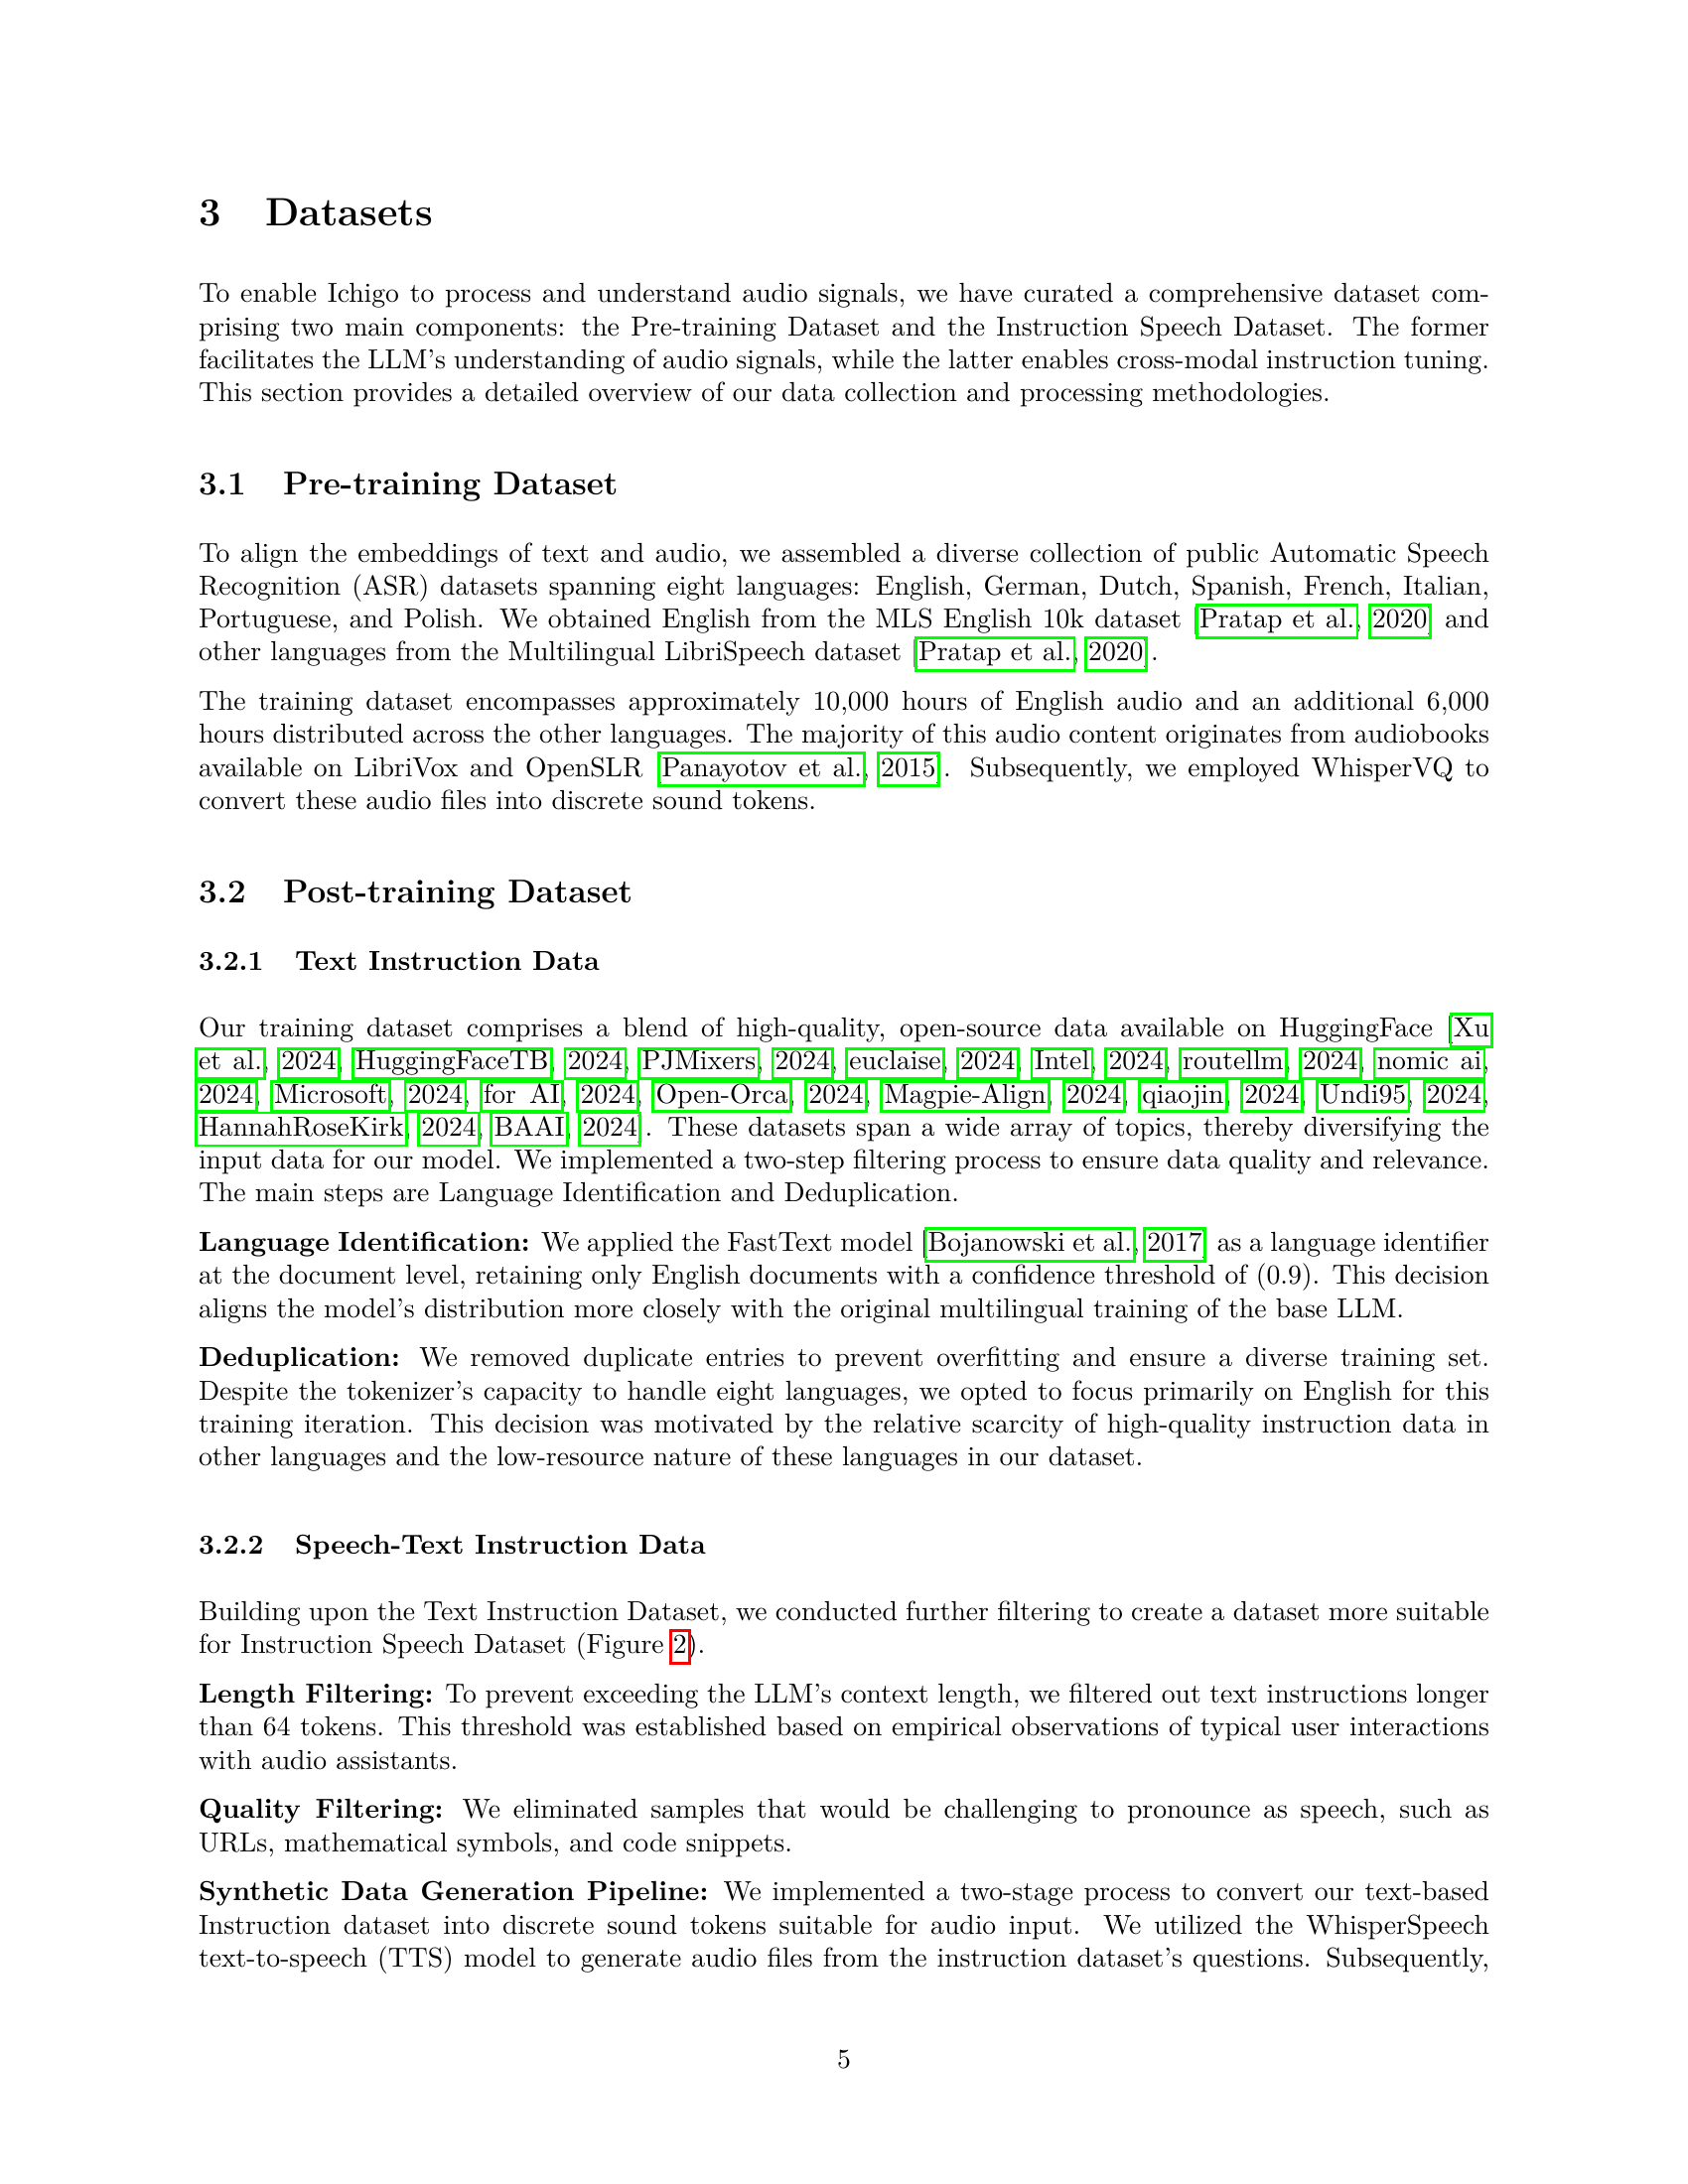 3 Datasets
To enable Ichigo to process and understand audio signals, we have curated a comprehensive dataset com-
prising two main components: the Pre-training Dataset and the Instruction Speech Dataset. The former
facilitates the LLM's understanding of audio signals, while the latter enables cross-modal instruction tuning.
This section provides a detailed overview of our data collection and processing methodologies.
3.1 Pre-training Dataset
To align the embeddings of text and audio, we assembled a diverse collection of public Automatic Speech
Recognition (ASR) datasets spanning eight languages: English, German, Dutch, Spanish, French, Italian,
Portuguese, and Polish. We obtained English from the MLS English 10k dataset [Pratap et al., 2020] and
other languages from the Multilingual LibriSpeech dataset [Pratap et al., 2020].
The training dataset encompasses approximately 10,000 hours of English audio and an additional 6,000
hours distributed across the other languages. The majority of this audio content originates from audiobooks
available on LibriVox and OpenSLR [Panayotov et al., 2015]. Subsequently, we employed WhisperVQ to
convert these audio files into discrete sound tokens.
3.2 Post-training Dataset
3.2.1 Text Instruction Data
Our training dataset comprises a blend of high-quality, open-source data available on HuggingFace [Xu
et al., 2024, HuggingFaceTB, 2024, PJMixers, 2024, euclaise, 2024, Intel, 2024, routellm, 2024, nomic ai,
2024, Microsoft, 2024, for AI, 2024, Open-Orca, 2024, Magpie-Align, 2024, qiaojin, 2024, Undi95, 2024,
HannahRoseKirk, 2024, BAAI, 2024]. These datasets span a wide array of topics, thereby diversifying the
input data for our model. We implemented a two-step filtering process to ensure data quality and relevance.
The main steps are Language Identification and Deduplication.
Language Identification: We applied the FastText model [Bojanowski et al., 2017] as a language identifier
at the document level, retaining only English documents with a confidence threshold of (0.9). This decision
aligns the model's distribution more closely with the original multilingual training of the base LLM.
Deduplication: We removed duplicate entries to prevent overfitting and ensure a diverse training set.
Despite the tokenizer's capacity to handle eight languages, we opted to focus primarily on English for this
training iteration. This decision was motivated by the relative scarcity of high-quality instruction data in
other languages and the low-resource nature of these languages in our dataset.
3.2.2 Speech-Text Instruction Data
Building upon the Text Instruction Dataset, we conducted further filtering to create a dataset more suitable
for Instruction Speech Dataset (Figure 2).
Length Filtering: To prevent exceeding the LLM's context length, we filtered out text instructions longer
than 64 tokens. This threshold was established based on empirical observations of typical user interactions
with audio assistants.
Quality Filtering: We eliminated samples that would be challenging to pronounce as speech, such as
URLs, mathematical symbols, and code snippets.
Synthetic Data Generation Pipeline: We implemented a two-stage process to convert our text-based
Instruction dataset into discrete sound tokens suitable for audio input. We utilized the WhisperSpeech
text-to-speech (TTS) model to generate audio files from the instruction dataset's questions. Subsequently,
5